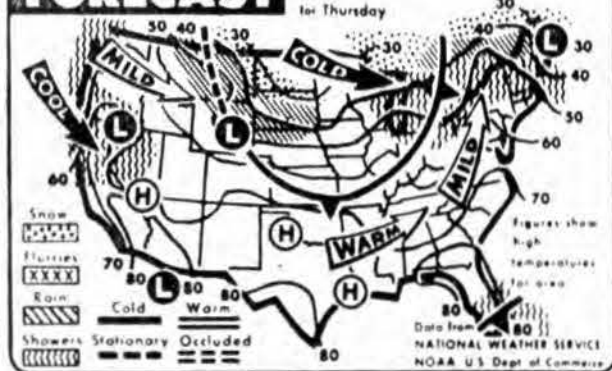 FORECAST
for Thursday
50 40 30 30 30
COLD
40 30
L
MILD
COOL
L
L
30
40
50
60
MILD
60
H
H
WARM
70
Snow
Flurries
Rain
Showers
70 80 80 80
L
H
80
80
80
Cold Warm
Stationary Occluded
Figures show
high
temperatures
for area
Data from
NATIONAL WEATHER SERVICE
NOAA U S Dept of Commerce